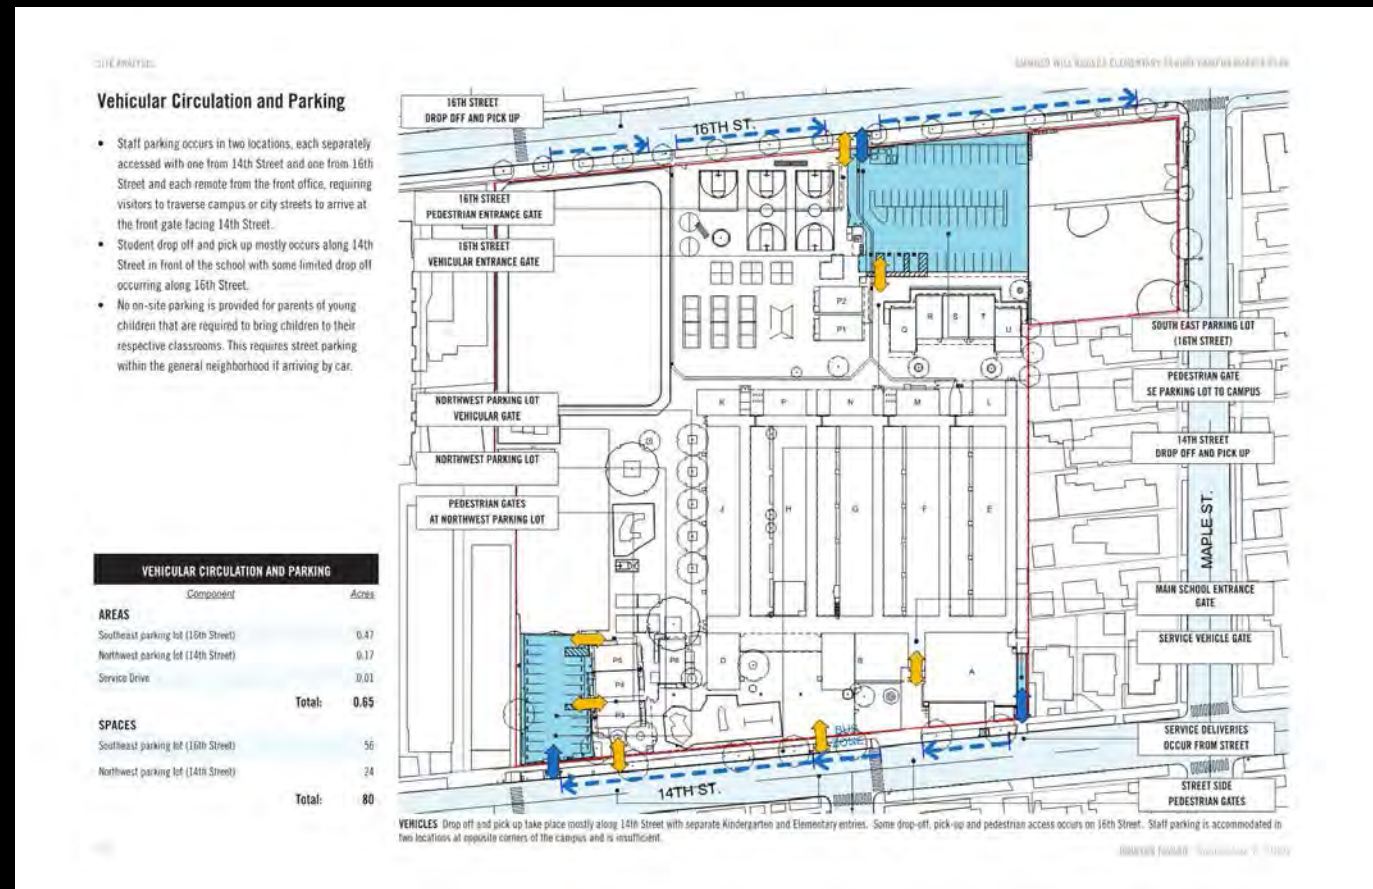 SITE ANALYSIS
EDWARD WILL ROGERS ELEMENTARY SCHOOL CAMPUS MASTER PLAN
Vehicular Circulation and Parking
• Staff parking occurs in two locations, each separately
accessed with one from 14th Street and one from 16th
Street and each remote from the front office, requiring
visitors to traverse campus or city streets to arrive at
the front gate facing 14th Street.
• Student drop off and pick up mostly occurs along 14th
Street in front of the school with some limited drop off
occurring along 16th Street.
• No on-site parking is provided for parents of young
children that are required to bring children to their
respective classrooms. This requires street parking
within the general neighborhood if arriving by car.
VEHICULAR CIRCULATION AND PARKING
Component Acres
AREAS
Southeast parking lot (16th Street) 0.47
Northwest parking lot (14th Street) 0.17
Service Drive 0.01
Total: 0.65
SPACES
Southeast parking lot (16th Street) 56
Northwest parking lot (14th Street) 24
Total: 80
16TH STREET
DROP OFF AND PICK UP
16TH ST.
16TH STREET
PEDESTRIAN ENTRANCE GATE
16TH STREET
VEHICULAR ENTRANCE GATE
P2
P1
Q
R
S
T
U
SOUTH EAST PARKING LOT
(16TH STREET)
PEDESTRIAN GATE
SE PARKING LOT TO CAMPUS
NORTHWEST PARKING LOT
VEHICULAR GATE
K
P
N
M
L
14TH STREET
DROP OFF AND PICK UP
NORTHWEST PARKING LOT
PEDESTRIAN GATES
AT NORTHWEST PARKING LOT
J
H
G
F
E
MAPLE ST.
MAIN SCHOOL ENTRANCE
GATE
SERVICE VEHICLE GATE
P5
P6
P4
P3
D
B
A
BUS
ZONE
SERVICE DELIVERIES
OCCUR FROM STREET
14TH ST.
STREET SIDE
PEDESTRIAN GATES
VEHICLES Drop off and pick up take place mostly along 14th Street with separate Kindergarten and Elementary entries. Some drop-off, pick-up and pedestrian access occurs on 16th Street. Staff parking is accommodated in
two locations at opposite corners of the campus and is insufficient.